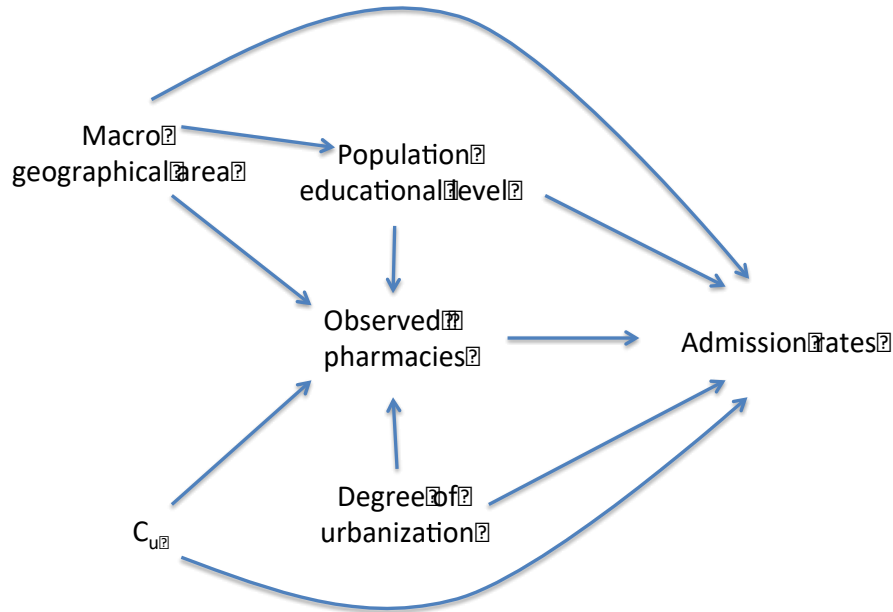 Macro
geographical area
Population
educational level
Observed
pharmacies
Admission rates
Degree of
urbanization
Cu